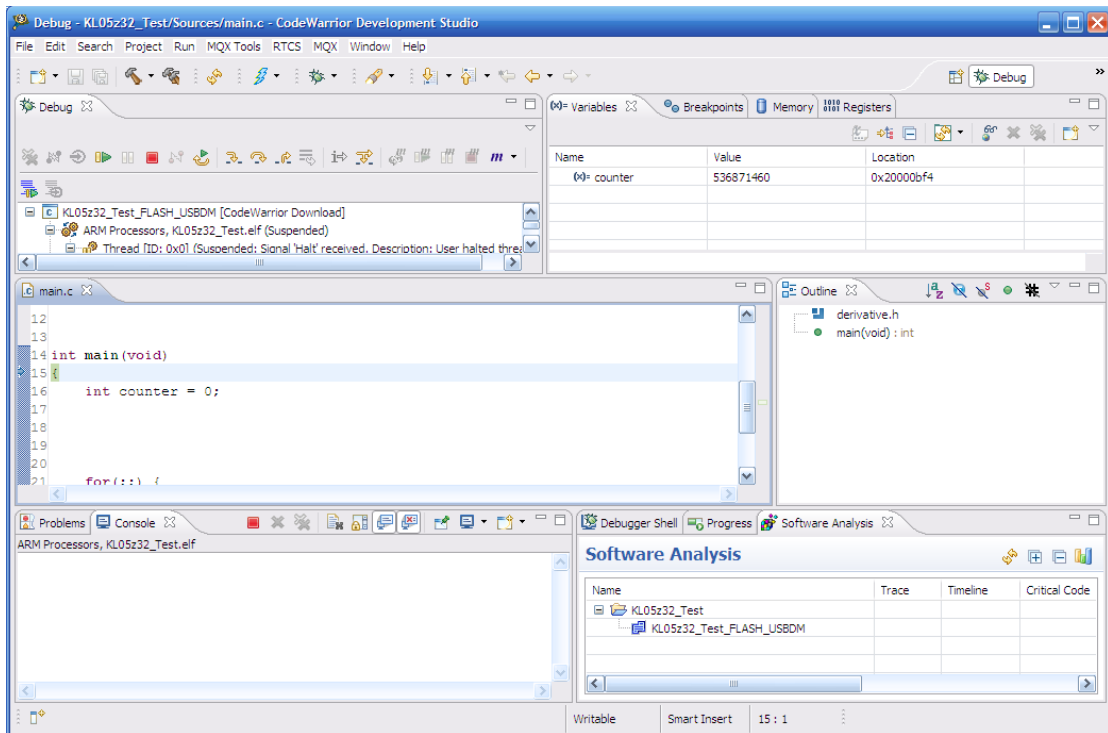 Debug - KL05z32_Test/Sources/main.c - CodeWarrior Development Studio
File Edit Search Project Run MQX Tools RTCS MQX Window Help
Debug »
Debug
(x)= Variables Breakpoints Memory 1010 0101 Registers
m
Name Value Location
(x)= counter 536871460 0x20000bf4
KL05z32_Test_FLASH_USBDM [CodeWarrior Download]
ARM Processors, KL05z32_Test.elf (Suspended)
Thread [ID: 0x0] (Suspended: Signal 'Halt' received. Description: User halted threa
main.c
Outline
12
13
14 int main(void)
15 {
16 int counter = 0;
17
18
19
20
21 for(;;) {
derivative.h
main(void) : int
Problems Console
ARM Processors, KL05z32_Test.elf
Debugger Shell Progress Software Analysis
Software Analysis
Name Trace Timeline Critical Code
KL05z32_Test
KL05z32_Test_FLASH_USBDM
Writable Smart Insert 15 : 1